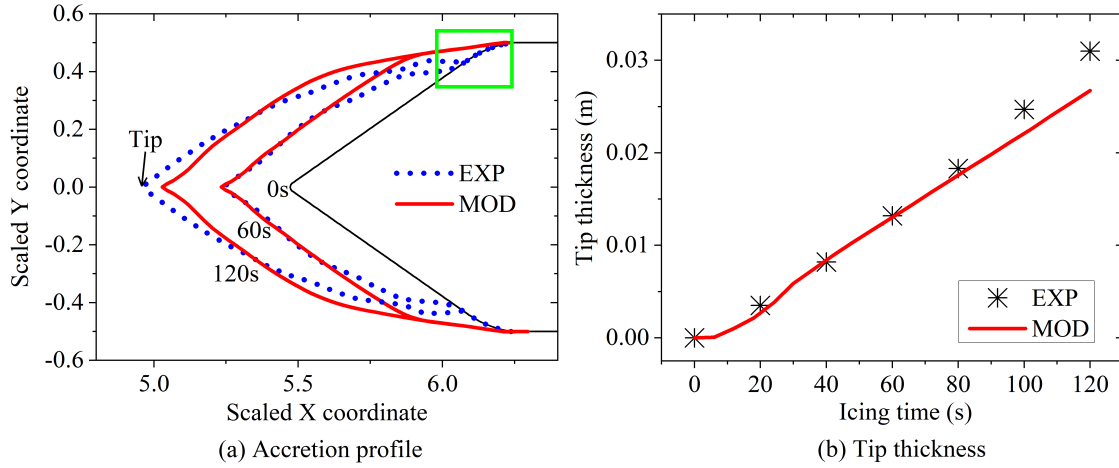 0.6
0.4
0.2
0.0
-0.2
-0.4
-0.6
Scaled Y coordinate
Tip
0s
60s
120s
EXP
MOD
5.0 5.5 6.0
Scaled X coordinate
(a) Accretion profile
0.03
0.02
0.01
0.00
Tip thickness (m)
EXP
MOD
0 20 40 60 80 100 120
Icing time (s)
(b) Tip thickness